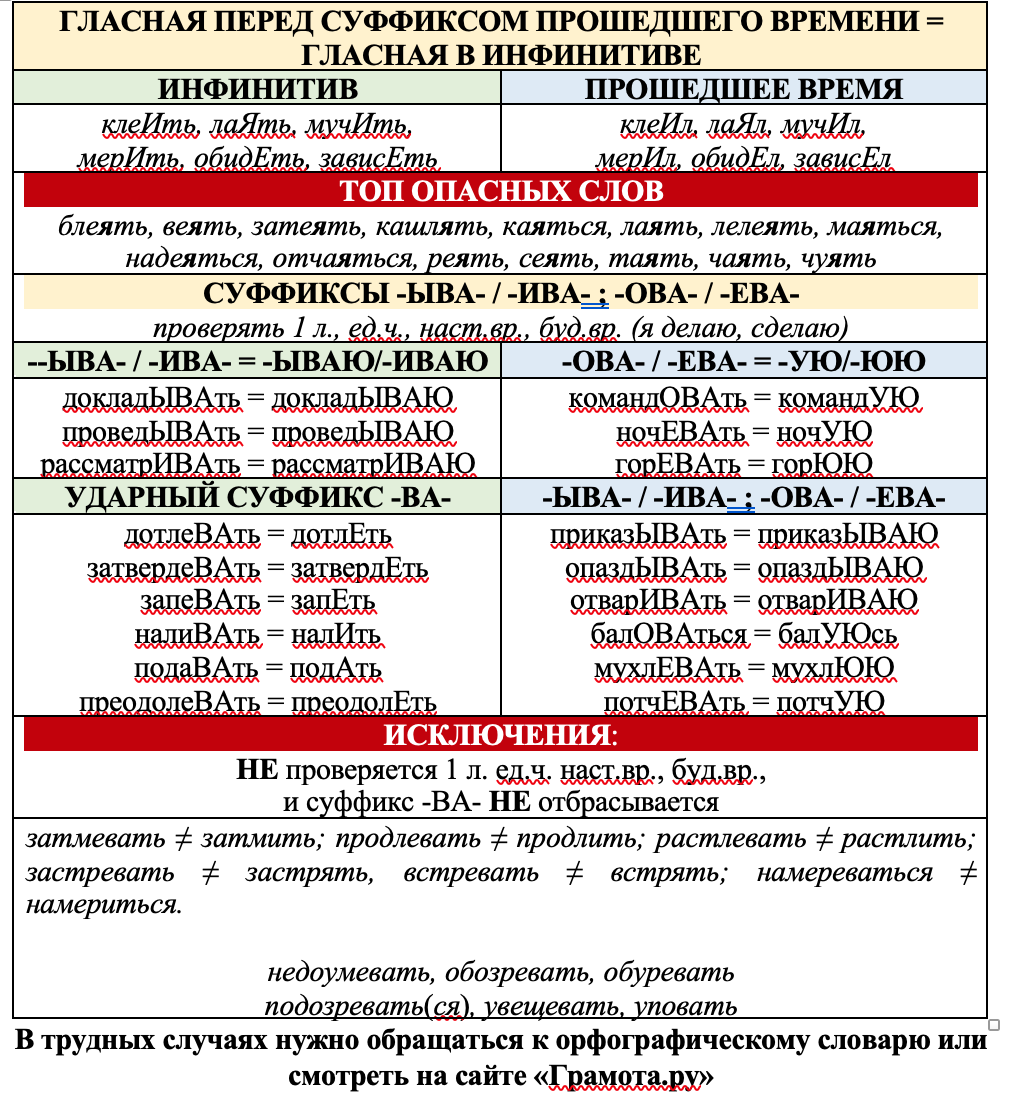 ГЛАСНАЯ ПЕРЕД СУФФИКСОМ ПРОШЕДШЕГО ВРЕМЕНИ =
ГЛАСНАЯ В ИНФИНИТИВЕ
ИНФИНИТИВ
ПРОШЕДШЕЕ ВРЕМЯ
клеИть, лаЯть, мучИть,
мерИть, обидЕть, зависЕть
клеИл, лаЯл, мучИл,
мерИл, обидЕл, зависЕл
ТОП ОПАСНЫХ СЛОВ
блеять, веять, затеять, кашлять, каяться, лаять, лелеять, маяться,
надеяться, отчаяться, реять, сеять, таять, чаять, чуять
СУФФИКСЫ -ЫВА- / -ИВА- ; -ОВА- / -ЕВА-
проверять 1 л., ед.ч., наст.вр., буд.вр. (я делаю, сделаю)
--ЫВА- / -ИВА- = -ЫВАЮ/-ИВАЮ
-ОВА- / -ЕВА- = -УЮ/-ЮЮ
докладЫВАть = докладЫВАЮ
проведЫВАть = проведЫВАЮ
рассматрИВАть = рассматрИВАЮ
командОВАть = командУЮ
ночЕВАть = ночУЮ
горЕВАть = горЮЮ
УДАРНЫЙ СУФФИКС -ВА-
-ЫВА- / -ИВА- ; -ОВА- / -ЕВА-
дотлеВАть = дотлЕть
затвердеВАть = затвердЕть
запеВАть = запЕть
налиВАть = налИть
подаВАть = подАть
преодолеВАть = преодолЕть
приказЫВАть = приказЫВАЮ
опаздЫВАть = опаздЫВАЮ
отварИВАть = отварИВАЮ
балОВАться = балУЮсь
мухлЕВАть = мухлЮЮ
потчЕВАть = потчУЮ
ИСКЛЮЧЕНИЯ:
НЕ проверяется 1 л. ед.ч. наст.вр., буд.вр.,
и суффикс -ВА- НЕ отбрасывается
затмевать ≠ затмить; продлевать ≠ продлить; растлевать ≠ растлить;
застревать ≠ застрять, встревать ≠ встрять; намереваться ≠
намериться.
недоумевать, обозревать, обуревать
подозревать(ся), увещевать, уповать
В трудных случаях нужно обращаться к орфографическому словарю или
смотреть на сайте «Грамота.ру»